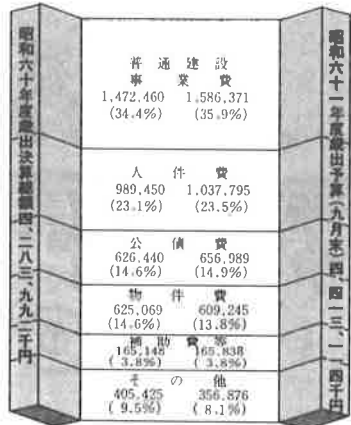 昭和六十一年度歳出予算(九月末)四、四一三、一一四千円
普通建設
事業費
1,472,460 1,586,371
(34.4%) (35.9%)
人件費
989,450 1,037,795
(23.1%) (23.5%)
公債費
626,440 656,989
(14.6%) (14.9%)
物件費
625,069 609,245
(14.6%) (13.8%)
補助費等
165,148 165,838
(3.8%) (3.8%)
その他
405,425 356,876
(9.5%) (8.1%)
昭和六十年度歳出決算総額四、二八三、九九二千円